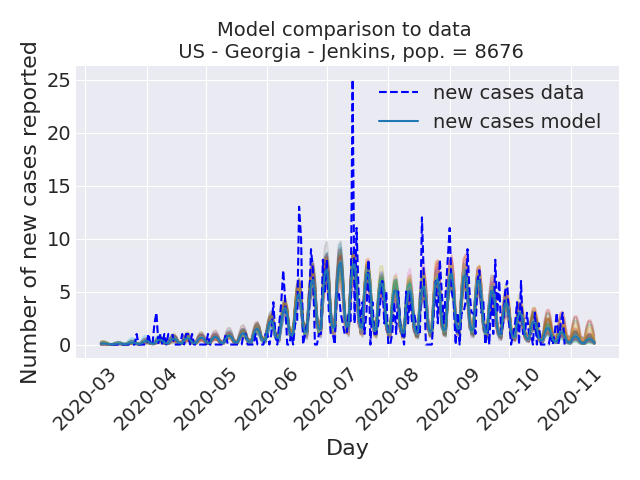 Model comparison to data
US - Georgia - Jenkins, pop. = 8676
Number of new cases reported
25
20
15
10
5
0
new cases data
new cases model
2020-03
2020-04
2020-05
2020-06
2020-07
2020-08
2020-09
2020-10
2020-11
Day